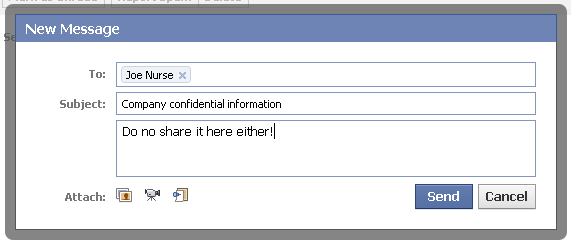 New Message
To: Joe Nurse
Subject: Company confidential information
Do no share it here either!
Attach: Send Cancel